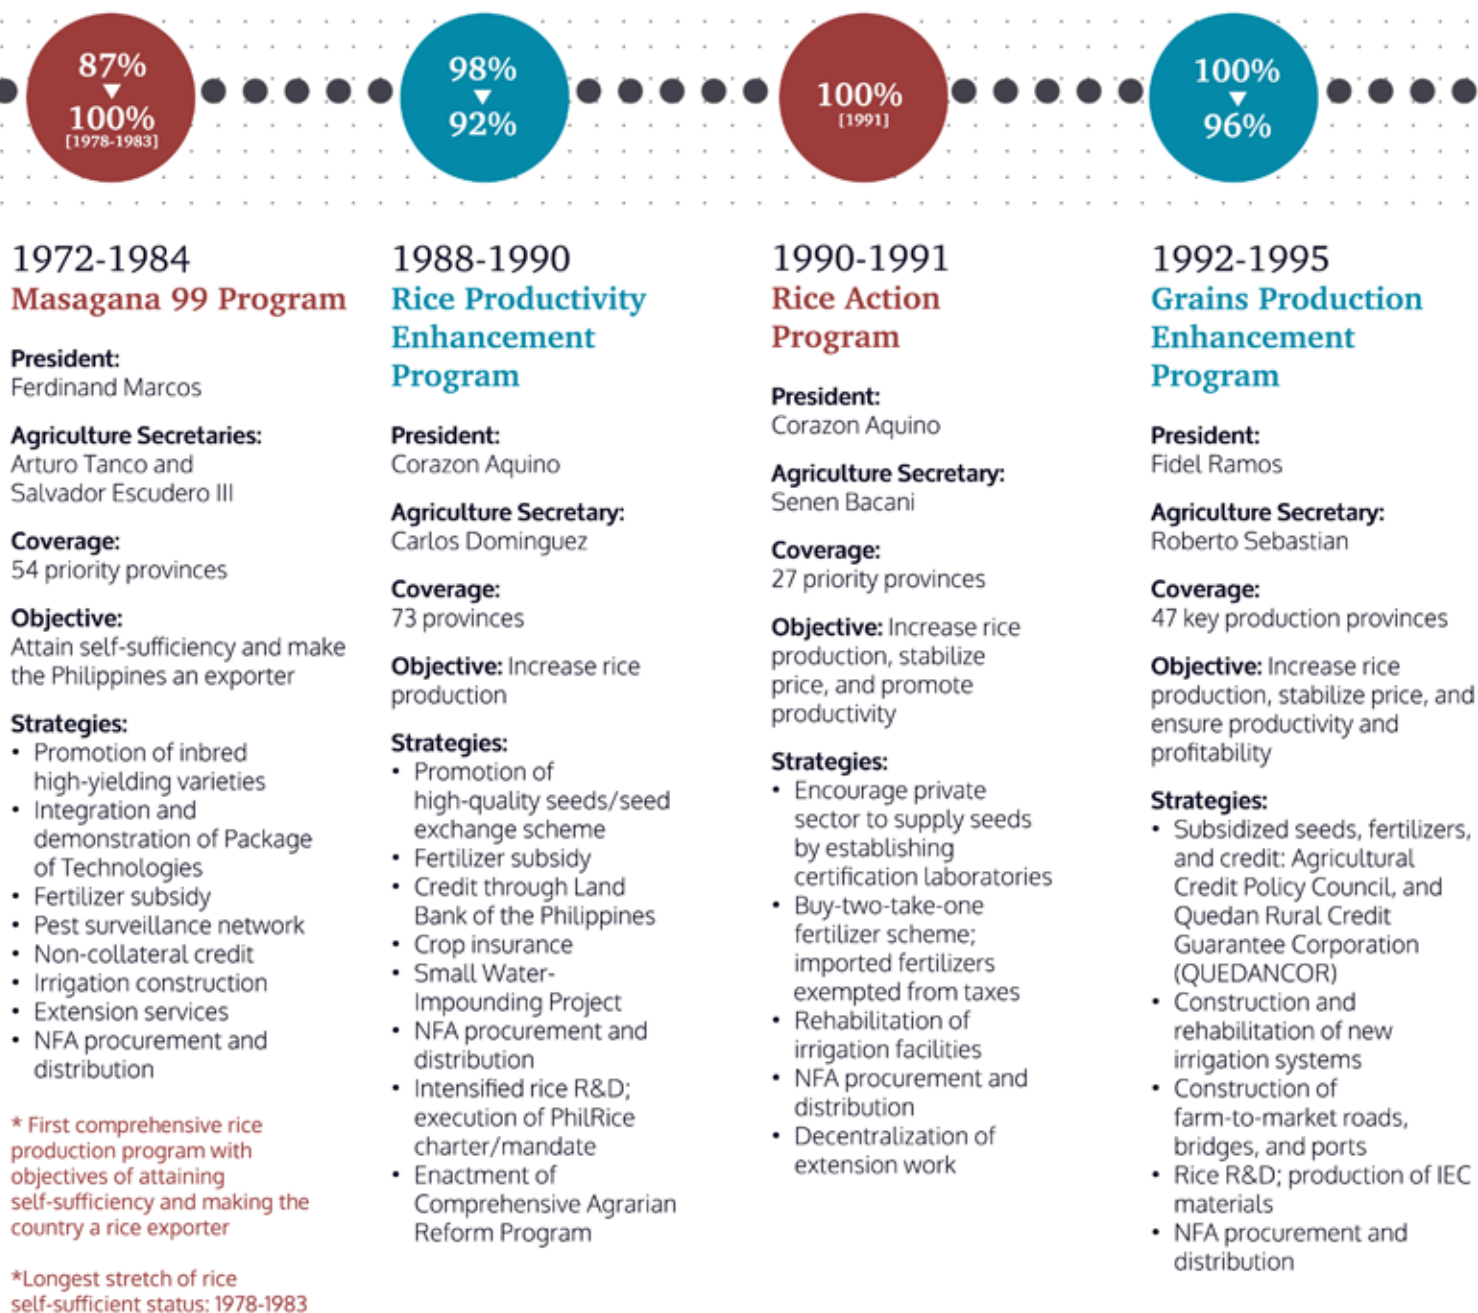 87%
100%
[1978-1983]
98%
92%
100%
[1991]
100%
96%
1972-1984
Masagana 99 Program
President:
Ferdinand Marcos
Agriculture Secretaries:
Arturo Tanco and
Salvador Escudero III
Coverage:
54 priority provinces
Objective:
Attain self-sufficiency and make
the Philippines an exporter
Strategies:
• Promotion of inbred
high-yielding varieties
• Integration and
demonstration of Package
of Technologies
• Fertilizer subsidy
• Pest surveillance network
• Non-collateral credit
• Irrigation construction
• Extension services
• NFA procurement and
distribution
* First comprehensive rice
production program with
objectives of attaining
self-sufficiency and making the
country a rice exporter
*Longest stretch of rice
self-sufficient status: 1978-1983
1988-1990
Rice Productivity
Enhancement
Program
President:
Corazon Aquino
Agriculture Secretary:
Carlos Dominguez
Coverage:
73 provinces
Objective: Increase rice
production
Strategies:
• Promotion of
high-quality seeds/seed
exchange scheme
• Fertilizer subsidy
• Credit through Land
Bank of the Philippines
• Crop insurance
• Small Water-
Impounding Project
• NFA procurement and
distribution
• Intensified rice R&D;
execution of PhilRice
charter/mandate
• Enactment of
Comprehensive Agrarian
Reform Program
1990-1991
Rice Action
Program
President:
Corazon Aquino
Agriculture Secretary:
Senen Bacani
Coverage:
27 priority provinces
Objective: Increase rice
production, stabilize
price, and promote
productivity
Strategies:
• Encourage private
sector to supply seeds
by establishing
certification laboratories
• Buy-two-take-one
fertilizer scheme;
imported fertilizers
exempted from taxes
• Rehabilitation of
irrigation facilities
• NFA procurement and
distribution
• Decentralization of
extension work
1992-1995
Grains Production
Enhancement
Program
President:
Fidel Ramos
Agriculture Secretary:
Roberto Sebastian
Coverage:
47 key production provinces
Objective: Increase rice
production, stabilize price, and
ensure productivity and
profitability
Strategies:
• Subsidized seeds, fertilizers,
and credit: Agricultural
Credit Policy Council, and
Quedan Rural Credit
Guarantee Corporation
(QUEDANCOR)
• Construction and
rehabilitation of new
irrigation systems
• Construction of
farm-to-market roads,
bridges, and ports
• Rice R&D; production of IEC
materials
• NFA procurement and
distribution